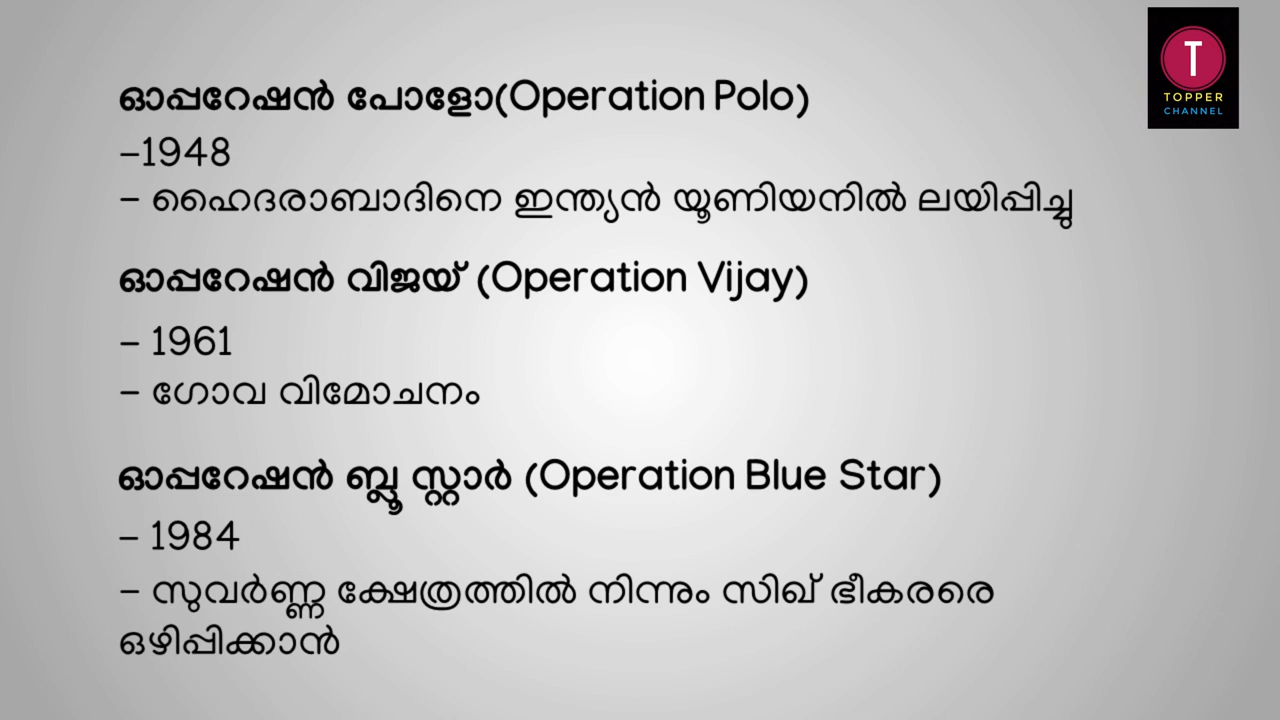 T
TOPPER
CHANNEL
ഓപ്പറേഷൻ പോളോ(Operation Polo)
–1948
– ഹൈദരാബാദിനെ ഇന്ത്യൻ യൂണിയനിൽ ലയിപ്പിച്ചു
ഓപ്പറേഷൻ വിജയ് (Operation Vijay)
– 1961
– ഗോവ വിമോചനം
ഓപ്പറേഷൻ ബ്ലൂ സ്റ്റാർ (Operation Blue Star)
– 1984
– സുവർണ്ണ ക്ഷേത്രത്തിൽ നിന്നും സിഖ് ഭീകരരെ
ഒഴിപ്പിക്കാൻ